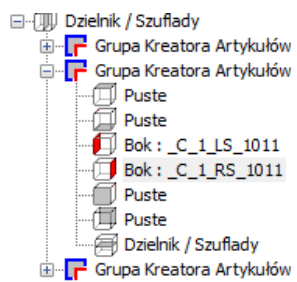 Dzielnik / Szuflady
Grupa Kreatora Artykułów
Grupa Kreatora Artykułów
Puste
Puste
Bok : _C_1_LS_1011
Bok : _C_1_RS_1011
Puste
Puste
Dzielnik / Szuflady
Grupa Kreatora Artykułów